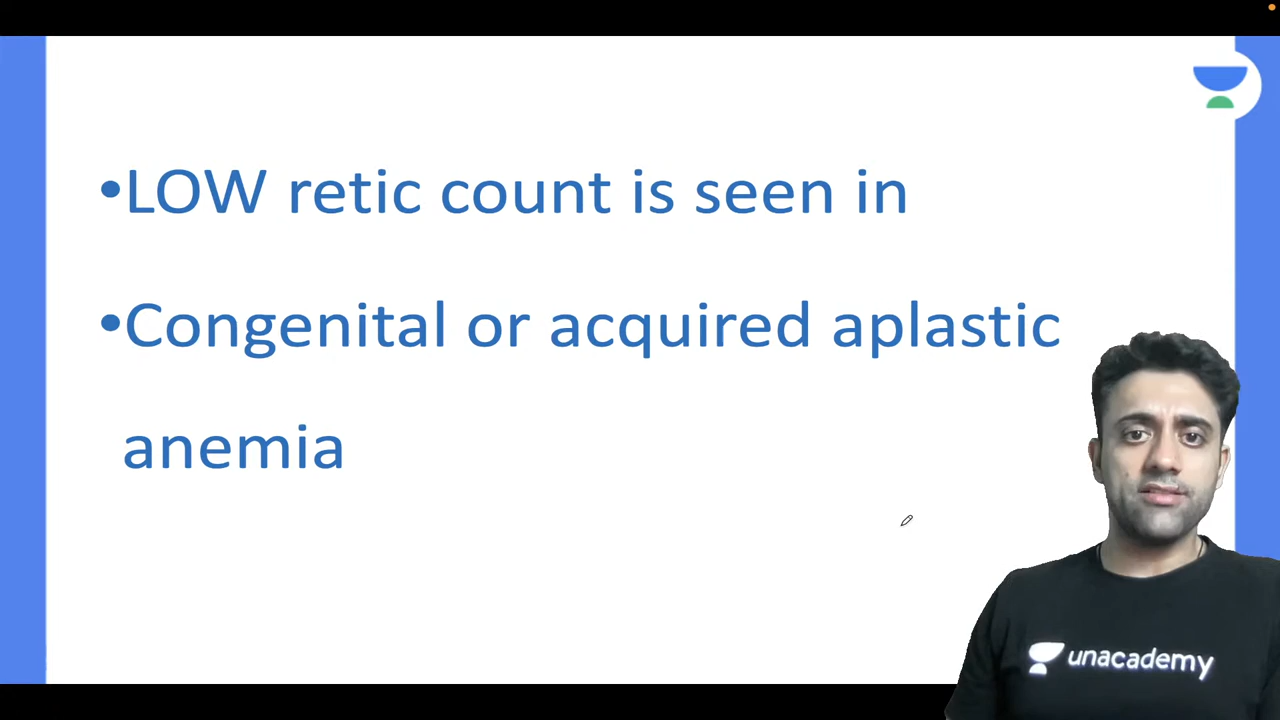 •LOW retic count is seen in
•Congenital or acquired aplastic
anemia
unacademy